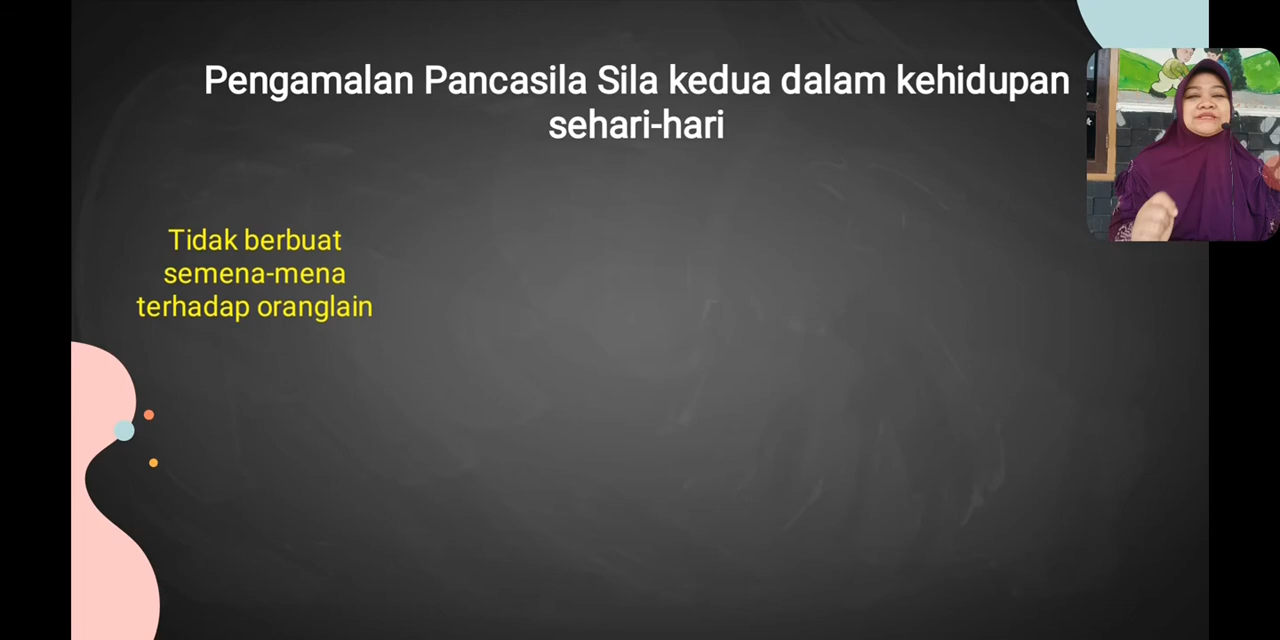 Pengamalan Pancasila Sila kedua dalam kehidupan
sehari-hari
Tidak berbuat
semena-mena
terhadap oranglain